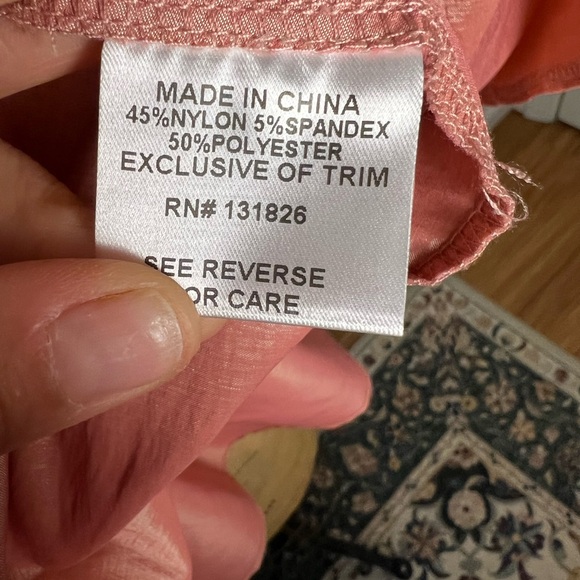 MADE IN CHINA
45%NYLON 5%SPANDEX
50%POLYESTER
EXCLUSIVE OF TRIM
RN# 131826
SEE REVERSE
OR CARE